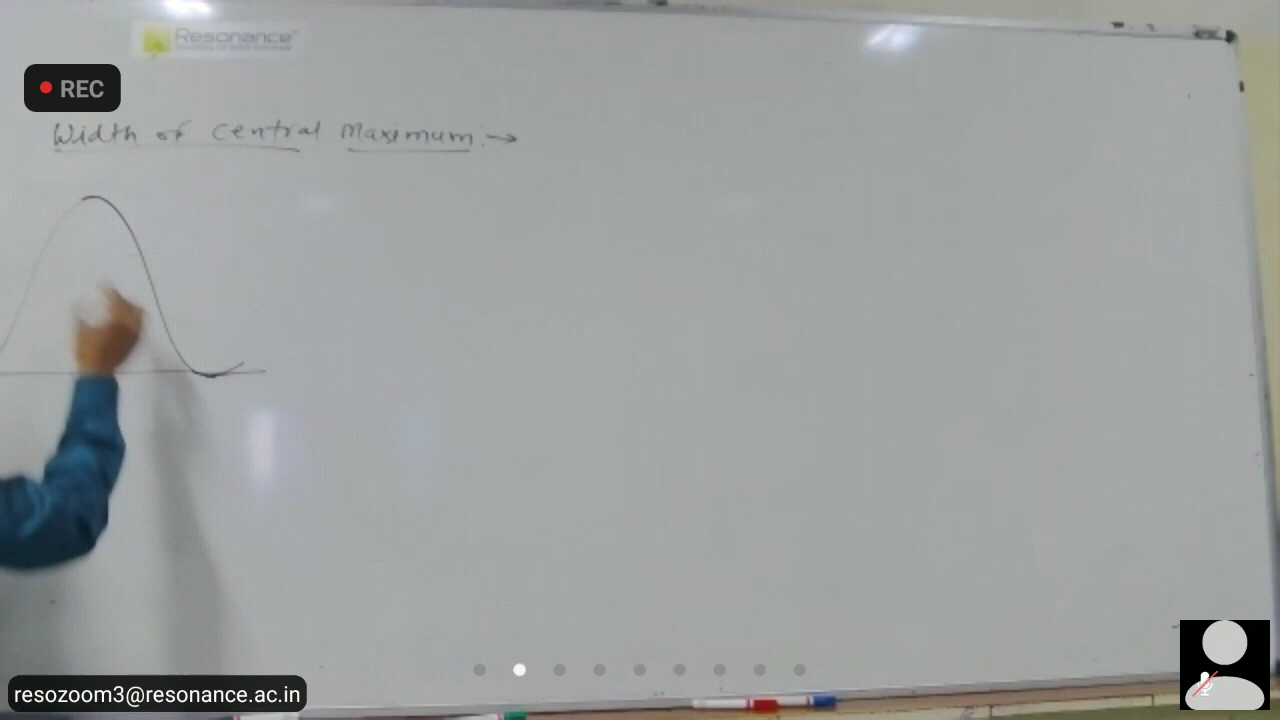 Resonance®
REC
Width of central Maximum:→
resozoom3@resonance.ac.in